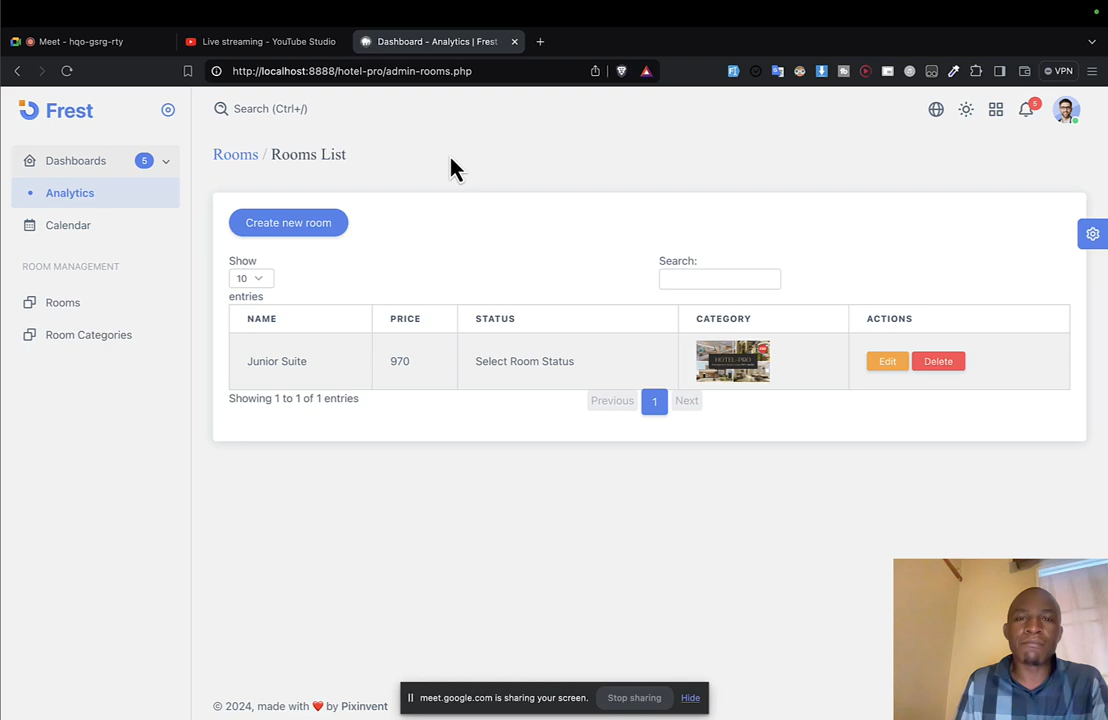 Meet - hqo-gsrg-rty
Live streaming - YouTube Studio
Dashboard - Analytics | Frest
http://localhost:8888/hotel-pro/admin-rooms.php
VPN
Frest
Search (Ctrl+/)
5
Dashboards 5
Analytics
Calendar
ROOM MANAGEMENT
Rooms
Room Categories
Rooms / Rooms List
Create new room
Show
10
entries
Search:
NAME PRICE STATUS CATEGORY ACTIONS
Junior Suite 970 Select Room Status HOTEL-PRO Edit Delete
Showing 1 to 1 of 1 entries
Previous 1 Next
meet.google.com is sharing your screen. Stop sharing Hide
© 2024, made with ❤️ by Pixinvent